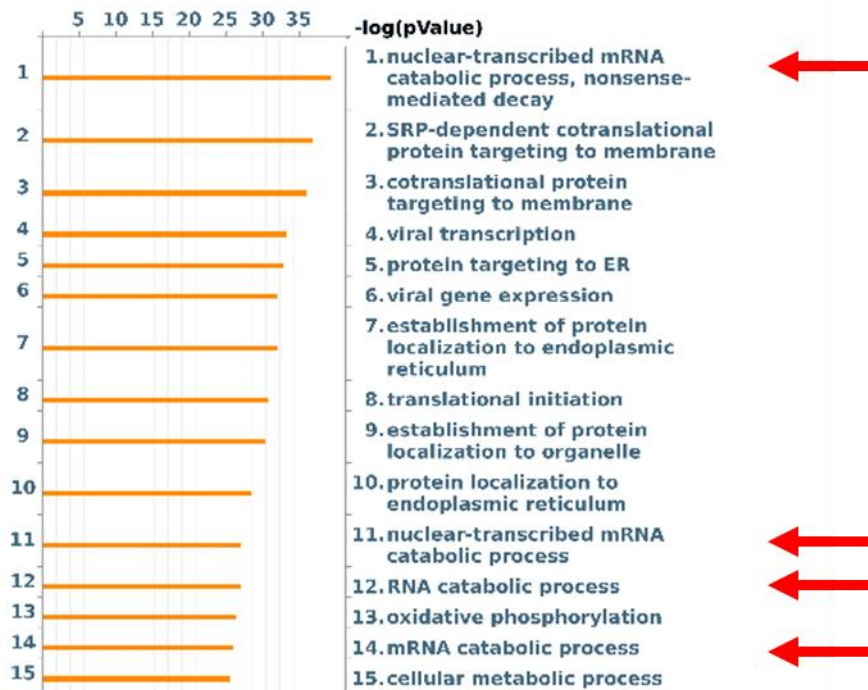 5 10 15 20 25 30 35
-log(pValue)
1 1.nuclear-transcribed mRNA
catabolic process, nonsense-
mediated decay
2 2.SRP-dependent cotranslational
protein targeting to membrane
3 3.cotranslational protein
targeting to membrane
4 4.viral transcription
5 5.protein targeting to ER
6 6.viral gene expression
7 7.establishment of protein
localization to endoplasmic
reticulum
8 8.translational initiation
9 9.establishment of protein
localization to organelle
10 10.protein localization to
endoplasmic reticulum
11 11.nuclear-transcribed mRNA
catabolic process
12 12.RNA catabolic process
13 13.oxidative phosphorylation
14 14.mRNA catabolic process
15 15.cellular metabolic process